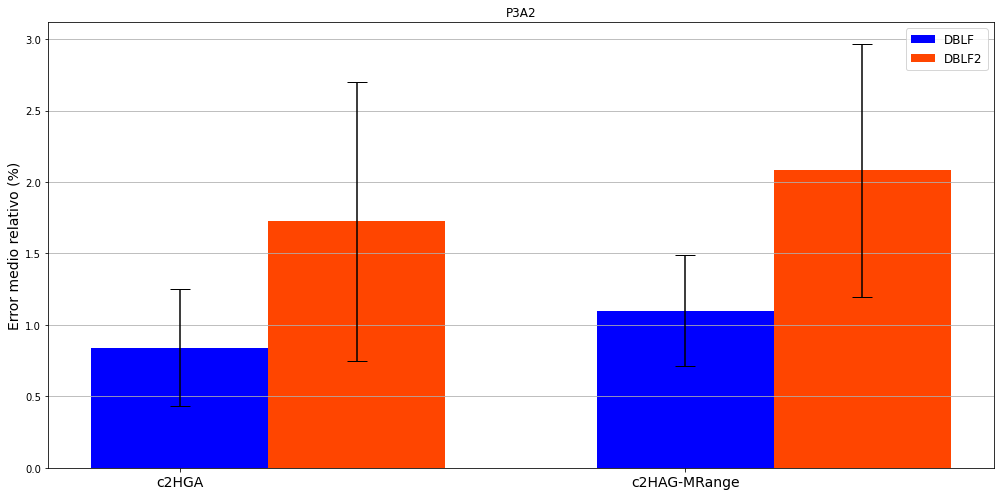 P3A2
DBLF
DBLF2
Error medio relativo (%)
3.0
2.5
2.0
1.5
1.0
0.5
0.0
c2HGA
c2HAG-MRange